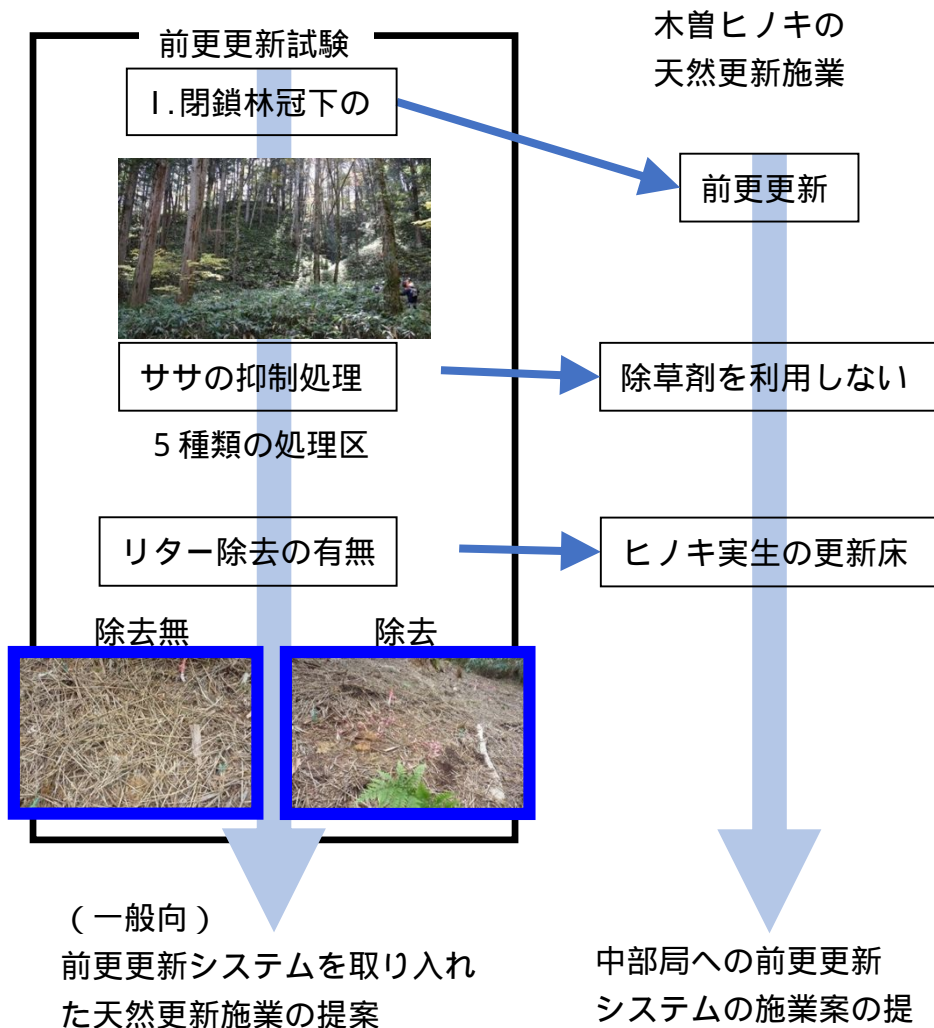 前更更新試験
木曽ヒノキの
天然更新施業
I.閉鎖林冠下の
前更更新
ササの抑制処理
除草剤を利用しない
5種類の処理区
リター除去の有無
ヒノキ実生の更新床
除去無
除去
(一般向)
前更更新システムを取り入れ
た天然更新施業の提案
中部局への前更更新
システムの施業案の提